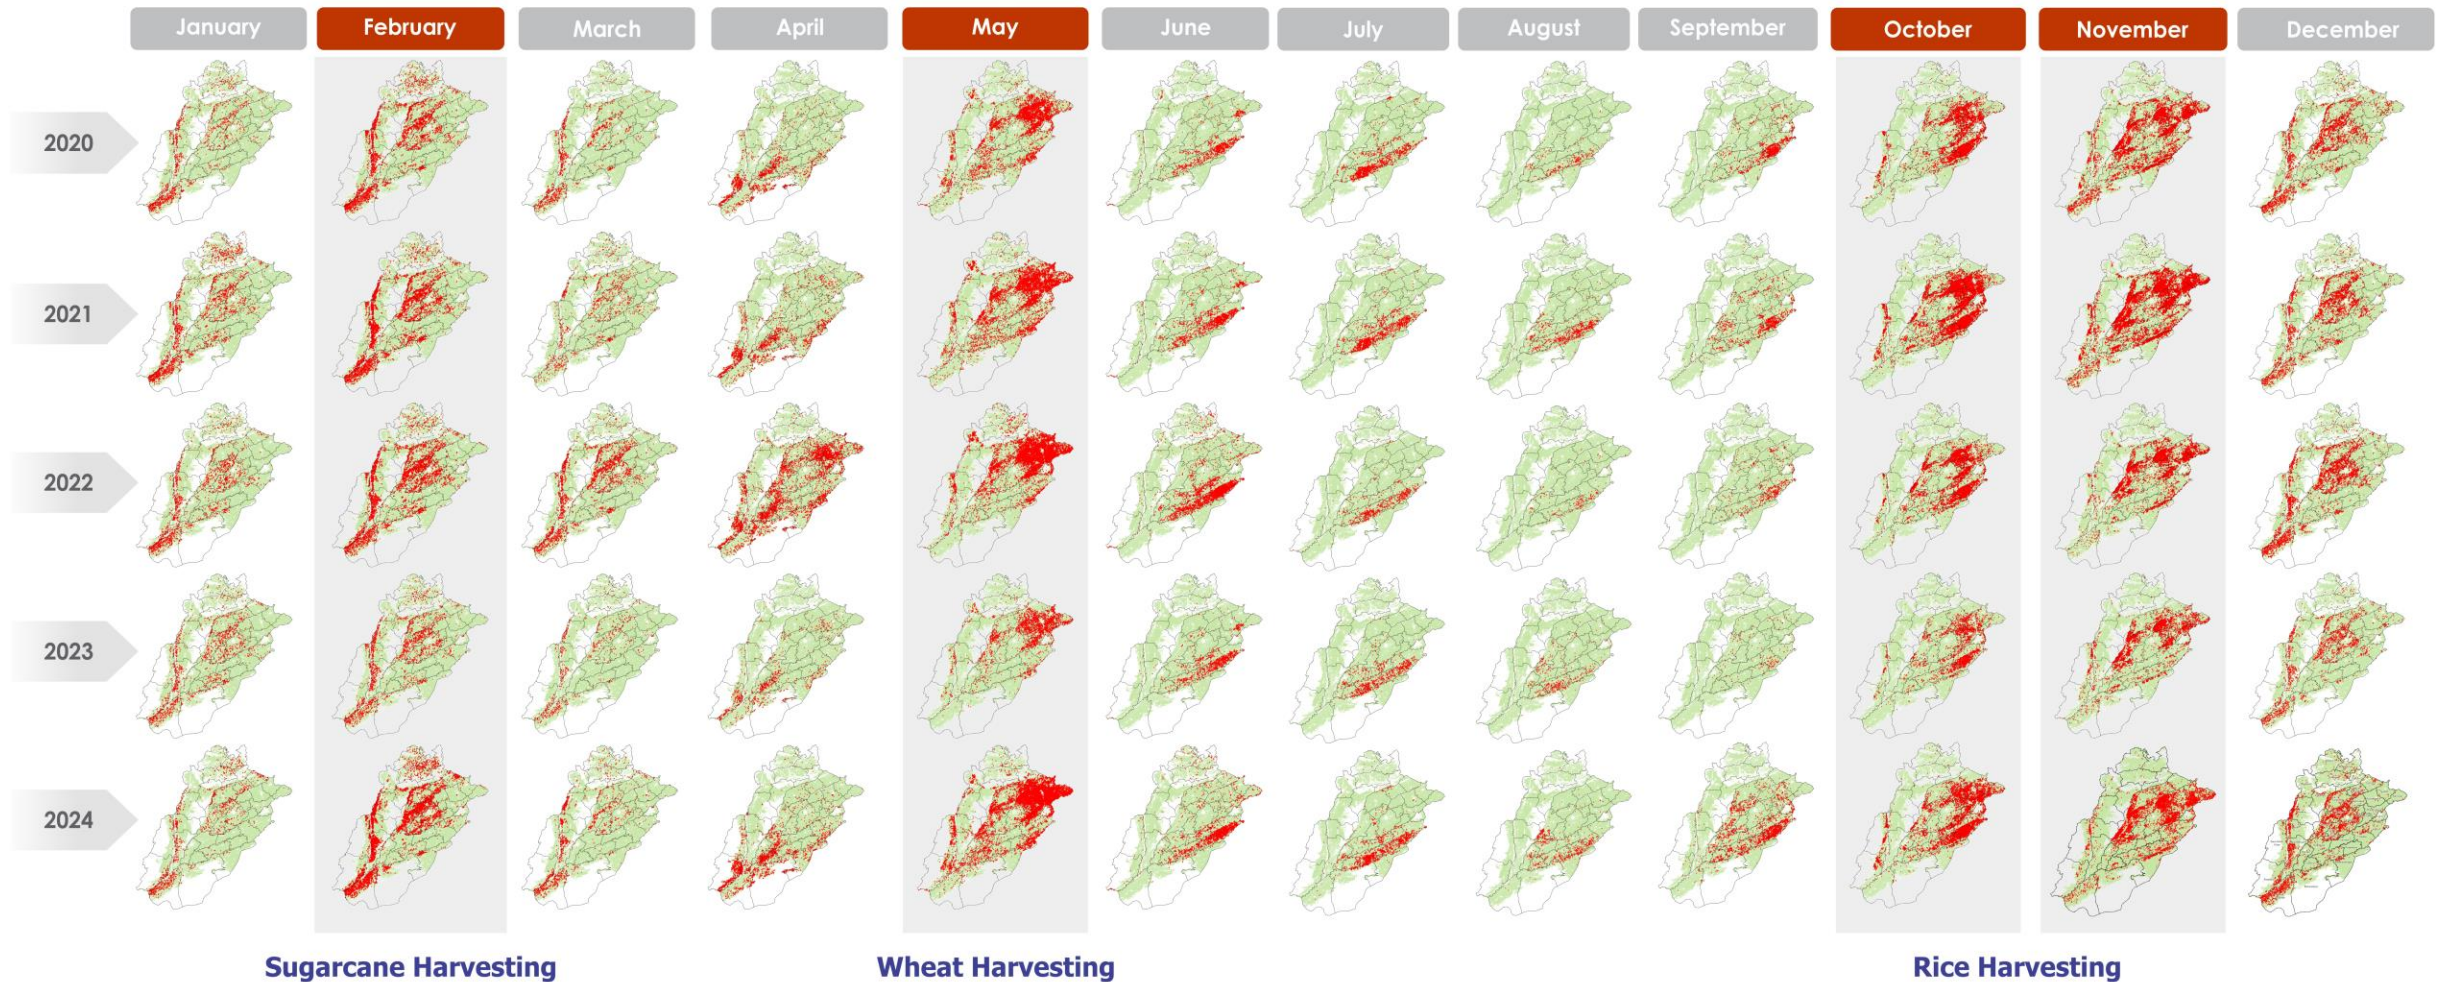 January February March April May June July August September October November December
2020
2021
2022
2023
2024
Sugarcane Harvesting Wheat Harvesting Rice Harvesting